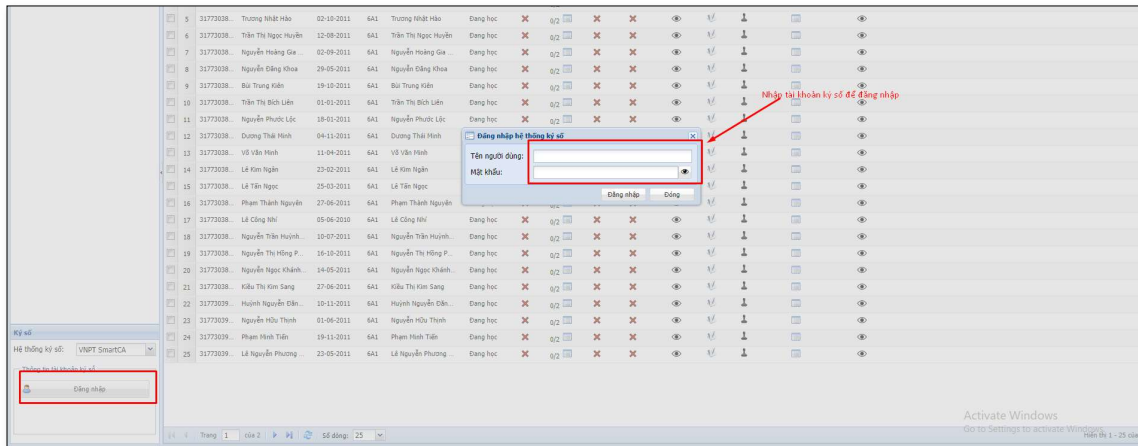 5 31773038... Trương Nhật Hào 02-10-2011 6A1 Trương Nhật Hào Đang học 0/2
6 31773038... Trần Thị Ngọc Huyền 12-08-2011 6A1 Trần Thị Ngọc Huyền Đang học 0/2
7 31773038... Nguyễn Hoàng Gia ... 02-09-2011 6A1 Nguyễn Hoàng Gia ... Đang học 0/2
8 31773038... Nguyễn Đăng Khoa 29-05-2011 6A1 Nguyễn Đăng Khoa Đang học 0/2
9 31773038... Bùi Trung Kiên 19-10-2011 6A1 Bùi Trung Kiên Đang học 0/2
Nhập tài khoản ký số để đăng nhập
10 31773038... Trần Thị Bích Liên 01-01-2011 6A1 Trần Thị Bích Liên Đang học 0/2
11 31773038... Nguyễn Phước Lộc 18-01-2011 6A1 Nguyễn Phước Lộc Đang học 0/2
12 31773038... Dương Thái Minh 04-11-2011 6A1 Dương Thái Minh
Đăng nhập hệ thống ký số
13 31773038... Võ Văn Minh 11-04-2011 6A1 Võ Văn Minh
Tên người dùng:
14 31773038... Lê Kim Ngân 23-02-2011 6A1 Lê Kim Ngân
Mật khẩu:
15 31773038... Lê Tấn Ngọc 25-03-2011 6A1 Lê Tấn Ngọc
Đăng nhập Đóng
16 31773038... Phạm Thành Nguyên 27-06-2011 6A1 Phạm Thành Nguyên 0/2
17 31773038... Lê Công Nhí 05-06-2010 6A1 Lê Công Nhí Đang học 0/2
18 31773038... Nguyễn Trần Huỳnh... 10-07-2011 6A1 Nguyễn Trần Huỳnh... Đang học 0/2
19 31773038... Nguyễn Thị Hồng P... 16-10-2011 6A1 Nguyễn Thị Hồng P... Đang học 0/2
20 31773038... Nguyễn Ngọc Khánh... 14-05-2011 6A1 Nguyễn Ngọc Khánh... Đang học 0/2
21 31773038... Kiều Thị Kim Sang 27-06-2011 6A1 Kiều Thị Kim Sang Đang học 0/2
22 31773039... Huỳnh Nguyễn Đăn... 10-11-2011 6A1 Huỳnh Nguyễn Đăn... Đang học 0/2
23 31773039... Nguyễn Hữu Thịnh 01-06-2011 6A1 Nguyễn Hữu Thịnh Đang học 0/2
24 31773039... Phạm Minh Tiến 19-11-2011 6A1 Phạm Minh Tiến Đang học 0/2
25 31773039... Lê Nguyễn Phương ... 23-05-2011 6A1 Lê Nguyễn Phương ... Đang học 0/2
Ký số
Hệ thống ký số: VNPT SmartCA
Thông tin tài khoản ký số
Đăng nhập
Activate Windows
Go to Settings to activate Windows.
Trang 1 của 2 Số dòng: 25 Hiển thị 1 - 25 của